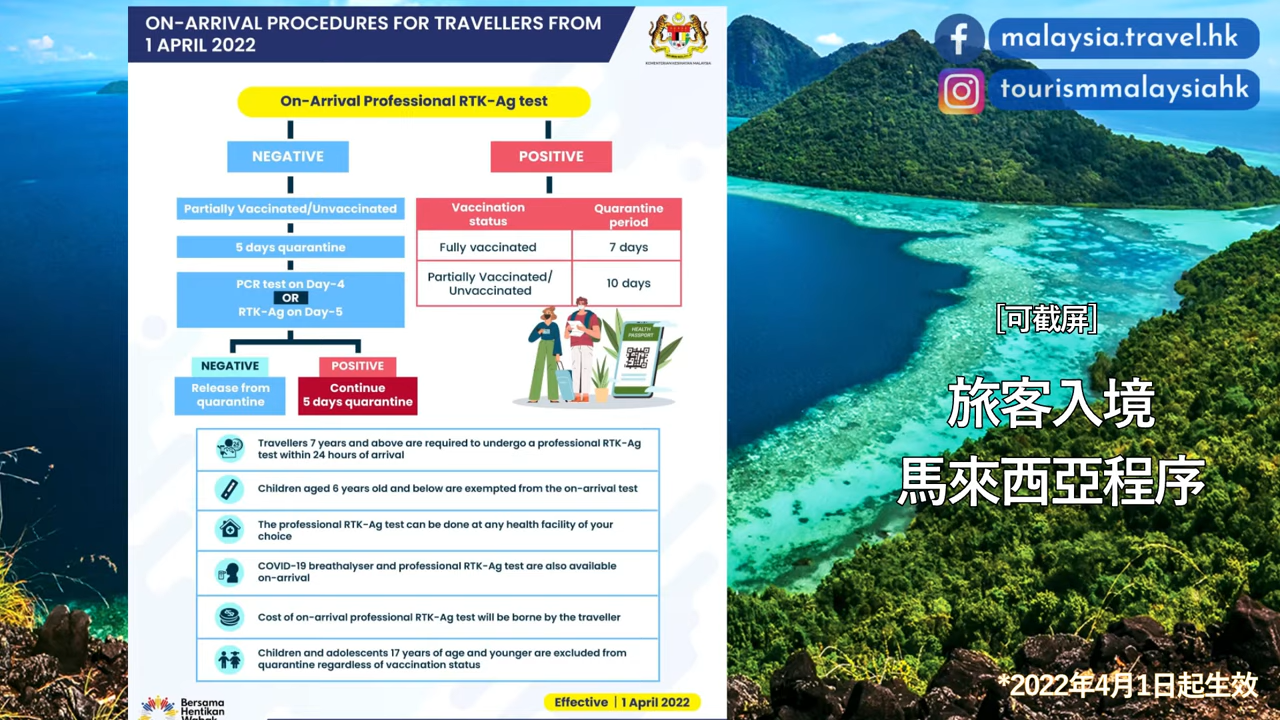 ON-ARRIVAL PROCEDURES FOR TRAVELLERS FROM
1 APRIL 2022
KEMENTERIAN KESIHATAN MALAYSIA
On-Arrival Professional RTK-Ag test
NEGATIVE
POSITIVE
Partially Vaccinated/Unvaccinated
5 days quarantine
PCR test on Day-4
OR
RTK-Ag on Day-5
NEGATIVE
Release from
quarantine
POSITIVE
Continue
5 days quarantine
Vaccination
status
Quarantine
period
Fully vaccinated
7 days
Partially Vaccinated/
Unvaccinated
10 days
HEALTH
PASSPORT
Travellers 7 years and above are required to undergo a professional RTK-Ag
test within 24 hours of arrival
Children aged 6 years old and below are exempted from the on-arrival test
The professional RTK-Ag test can be done at any health facility of your
choice
COVID-19 breathalyser and professional RTK-Ag test are also available
on-arrival
Cost of on-arrival professional RTK-Ag test will be borne by the traveller
Children and adolescents 17 years of age and younger are excluded from
quarantine regardless of vaccination status
Bersama
Hentikan
Wabak
Effective | 1 April 2022
malaysia.travel.hk
tourismmalaysiahk
[可截屏]
旅客入境
馬來西亞程序
*2022年4月1日起生效